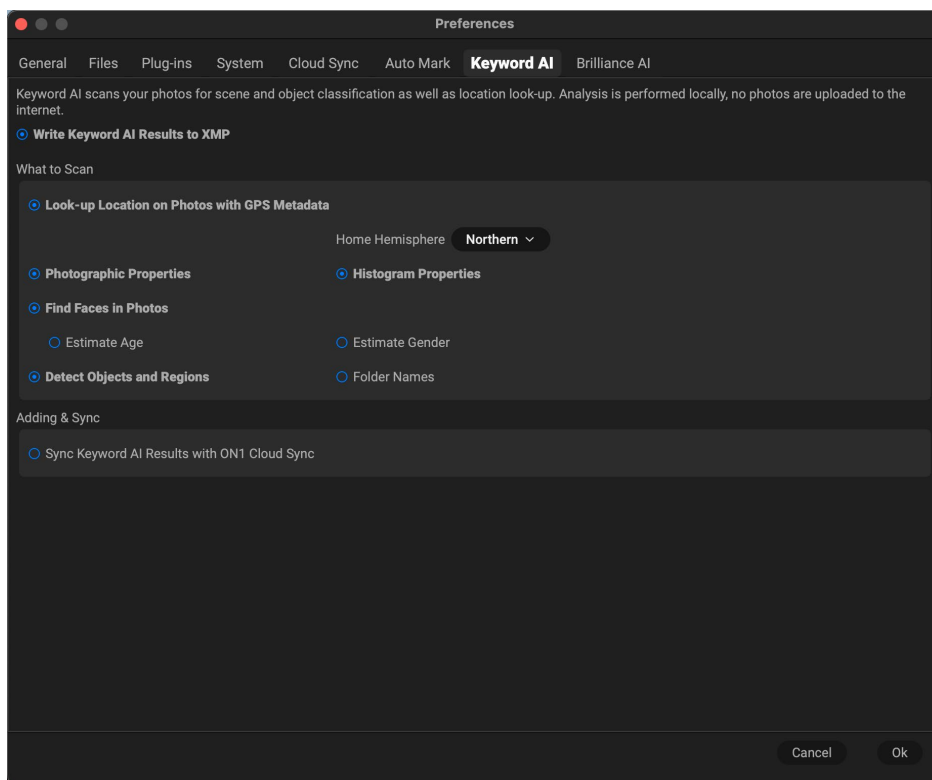 Preferences
General Files Plug-ins System Cloud Sync Auto Mark Keyword AI Brilliance AI
Keyword AI scans your photos for scene and object classification as well as location look-up. Analysis is performed locally, no photos are uploaded to the
internet.
Write Keyword AI Results to XMP
What to Scan
Look-up Location on Photos with GPS Metadata
Home Hemisphere Northern
Photographic Properties Histogram Properties
Find Faces in Photos
Estimate Age Estimate Gender
Detect Objects and Regions Folder Names
Adding & Sync
Sync Keyword AI Results with ON1 Cloud Sync
Cancel Ok